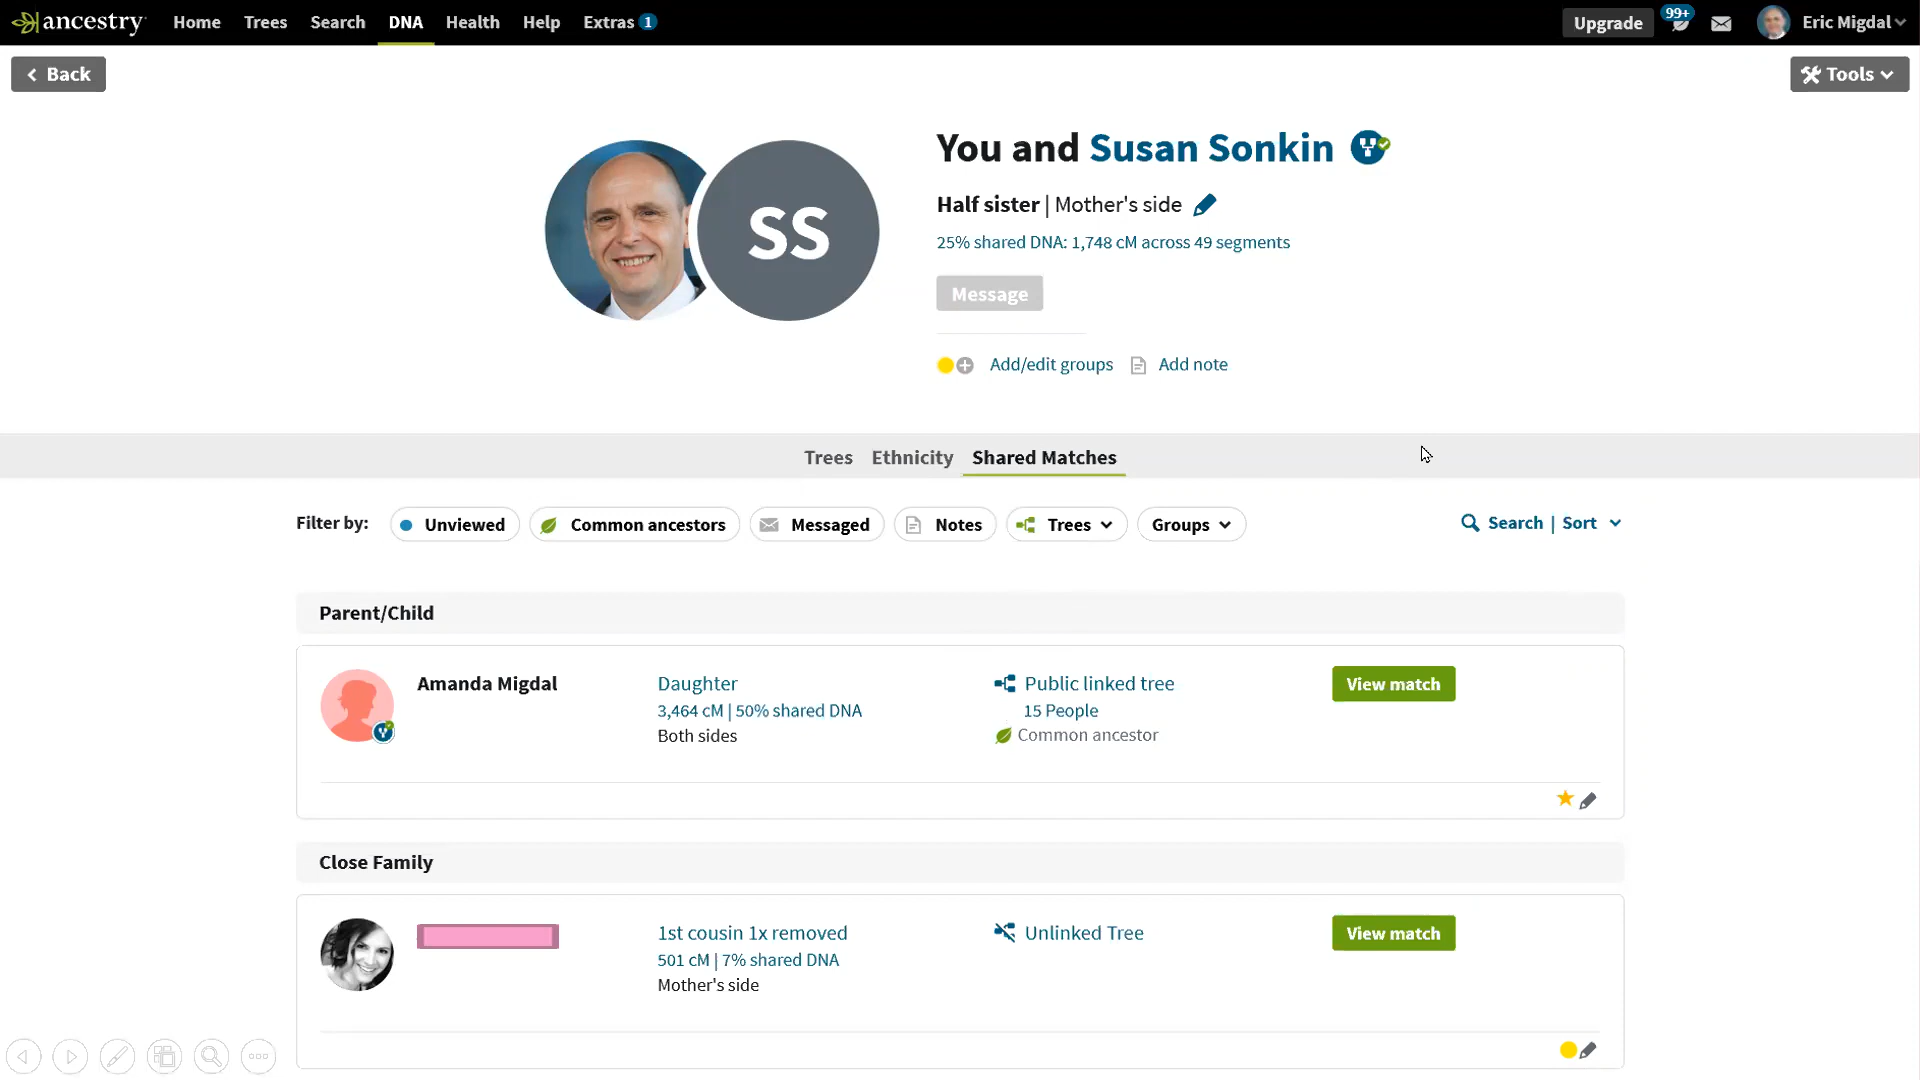 ancestry Home Trees Search DNA Health Help Extras 1 Upgrade 99+ Eric Migdal
Back Tools
You and Susan Sonkin
Half sister | Mother's side
25% shared DNA: 1,748 cM across 49 segments
SS
Message
Add/edit groups Add note
Trees Ethnicity Shared Matches
Filter by: Unviewed Common ancestors Messaged Notes Trees Groups Search | Sort
Parent/Child
Amanda Migdal Daughter Public linked tree View match
3,464 cM | 50% shared DNA 15 People
Both sides Common ancestor
Close Family
1st cousin 1x removed Unlinked Tree View match
501 cM | 7% shared DNA
Mother's side